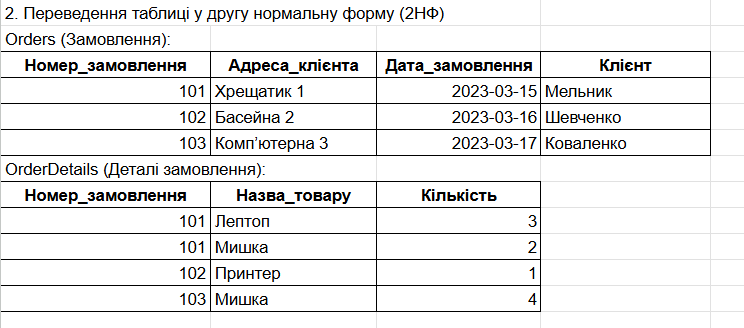 2. Переведення таблиці у другу нормальну форму (2НФ)
Orders (Замовлення):
Номер_замовлення Адреса_клієнта Дата_замовлення Клієнт
101 Хрещатик 1 2023-03-15 Мельник
102 Басейна 2 2023-03-16 Шевченко
103 Комп’ютерна 3 2023-03-17 Коваленко
OrderDetails (Деталі замовлення):
Номер_замовлення Назва_товару Кількість
101 Лептоп 3
101 Мишка 2
102 Принтер 1
103 Мишка 4